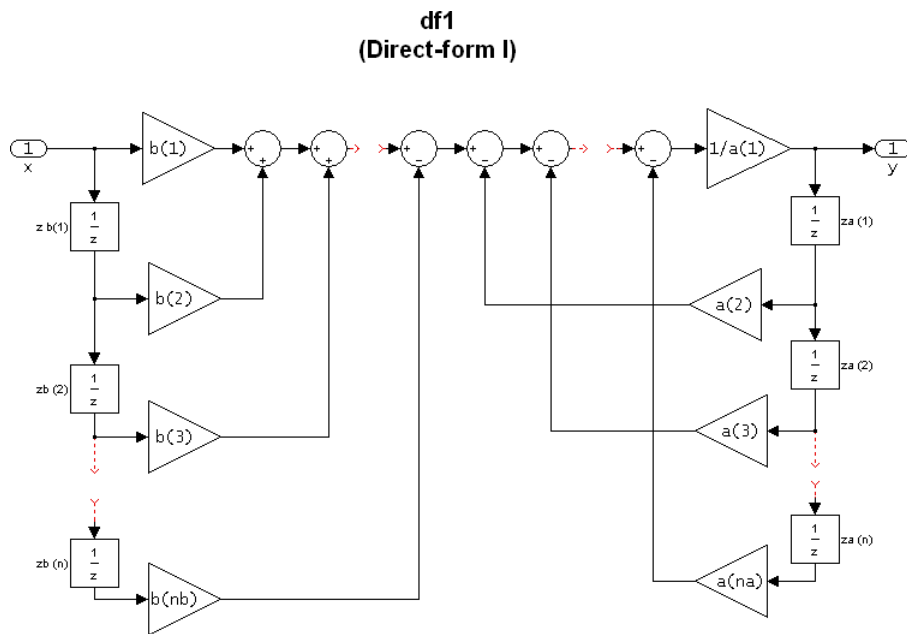 df1
(Direct-form I)
1
x
b(1)
+
+
+
+
+
−
+
−
+
−
+
−
1/a(1)
1
y
z b(1)
1
z
za (1)
1
z
b(2)
a(2)
zb (2)
1
z
za (2)
1
z
b(3)
a(3)
zb (n)
1
z
za (n)
1
z
b(nb)
a(na)